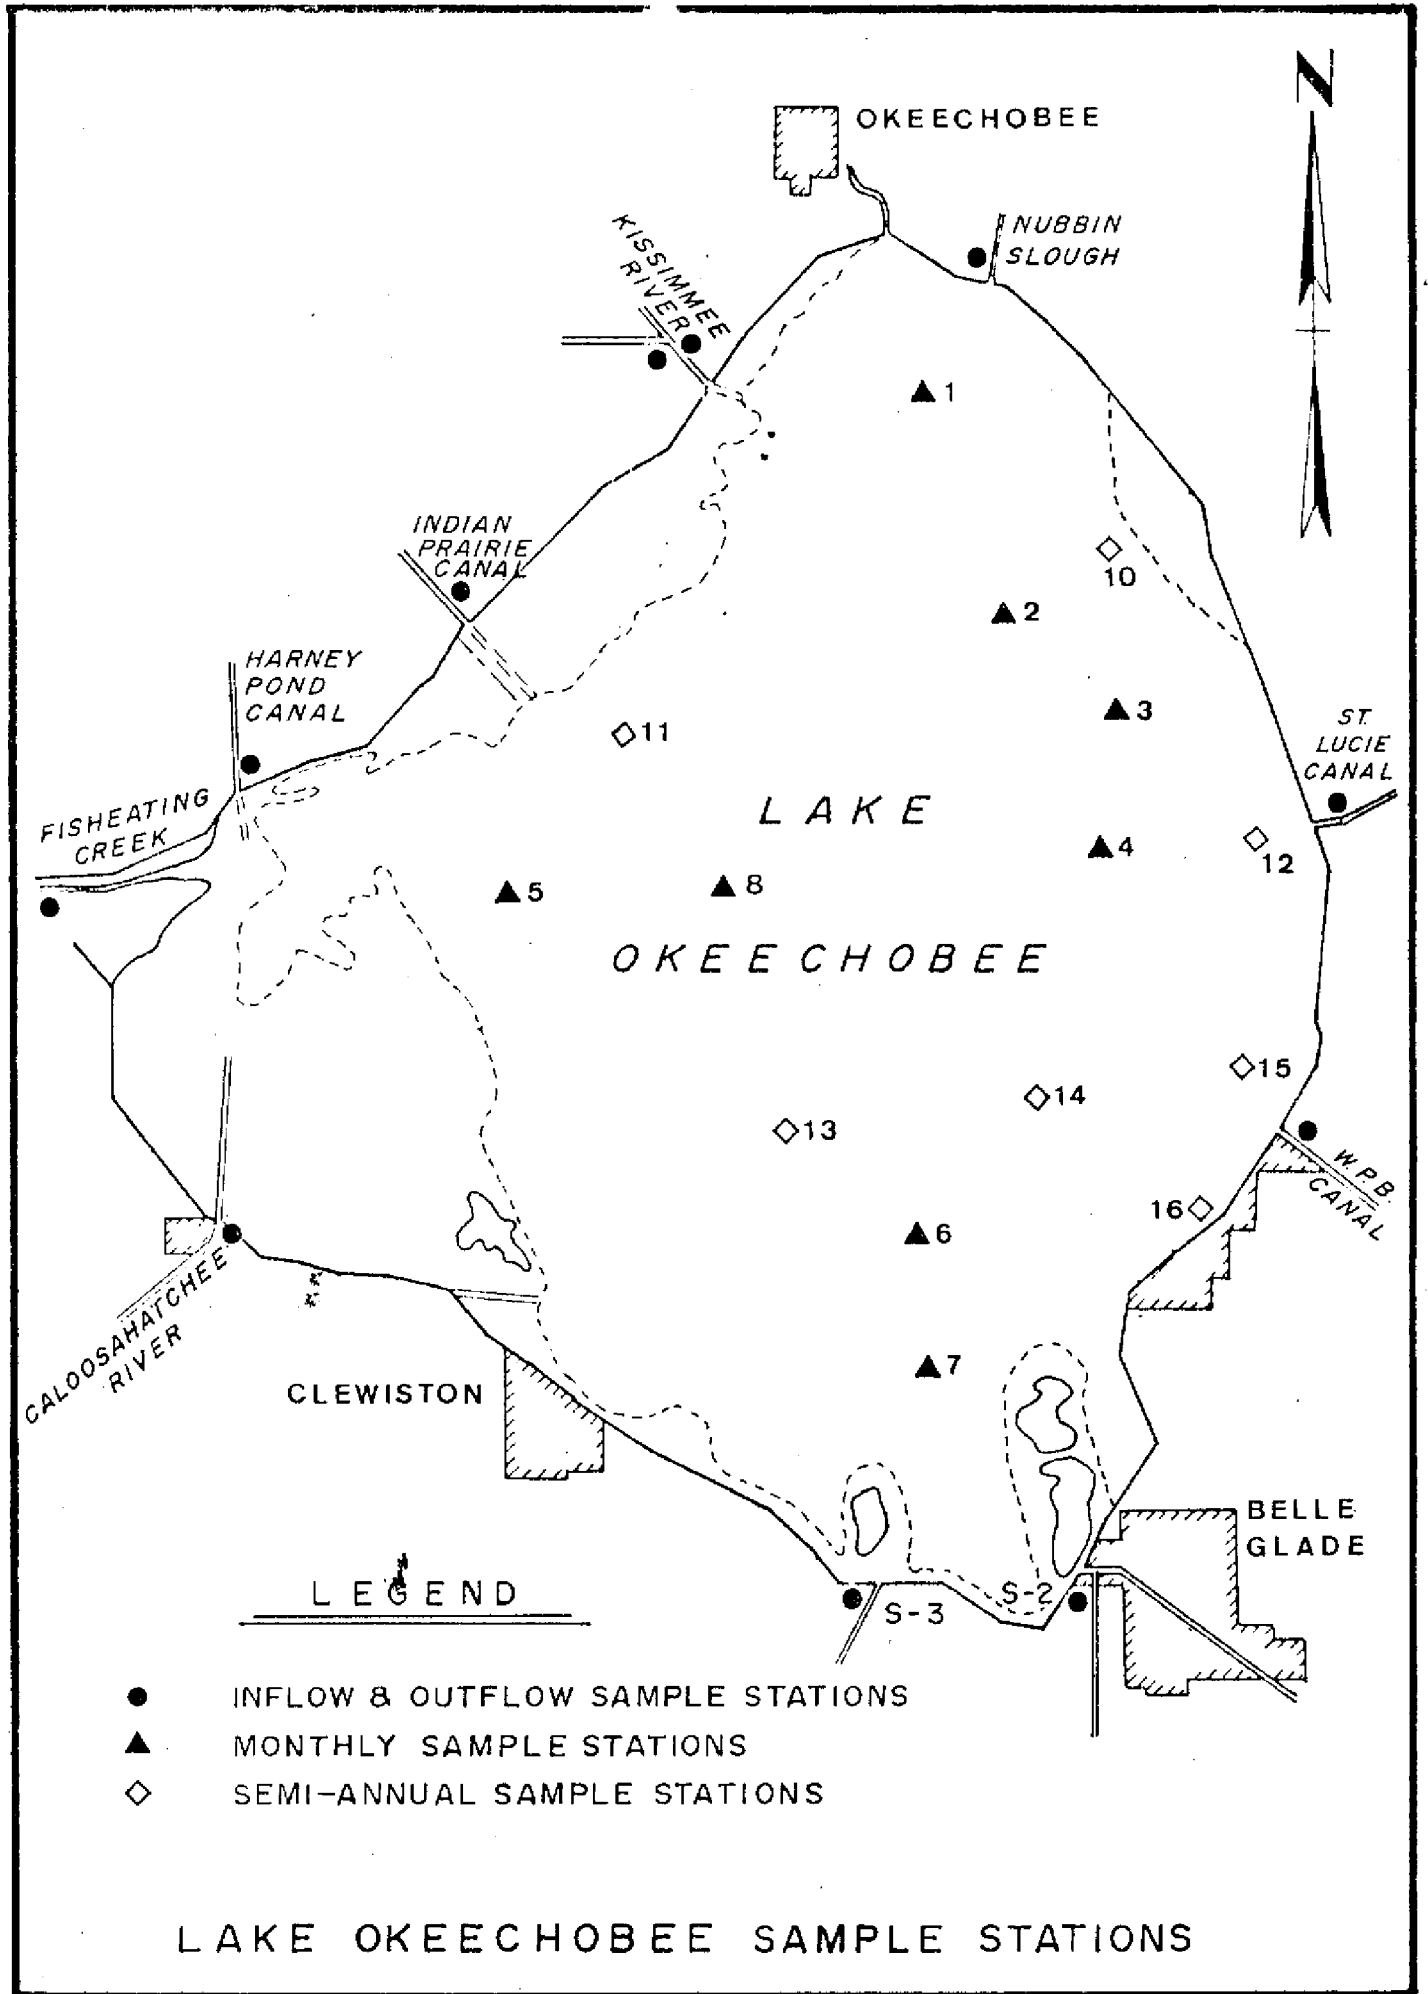 N
OKEECHOBEE
NUBBIN
SLOUGH
KISSIMMEE
RIVER
1
INDIAN
PRAIRIE
CANAL
10
2
HARNEY
POND
CANAL
3
11
ST.
LUCIE
CANAL
LAKE
FISHEATING
CREEK
4
12
5
8
OKEECHOBEE
15
14
13
W.P.B.
CANAL
16
6
CALOOSAHATCHEE
RIVER
7
CLEWISTON
BELLE
GLADE
S-3
S-2
LEGEND
INFLOW & OUTFLOW SAMPLE STATIONS
MONTHLY SAMPLE STATIONS
SEMI-ANNUAL SAMPLE STATIONS
LAKE OKEECHOBEE SAMPLE STATIONS